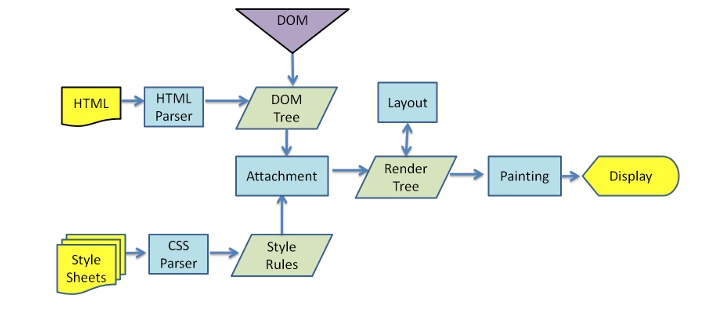 DOM
HTML
HTML
Parser
DOM
Tree
Layout
Attachment
Render
Tree
Painting
Display
Style
Sheets
CSS
Parser
Style
Rules